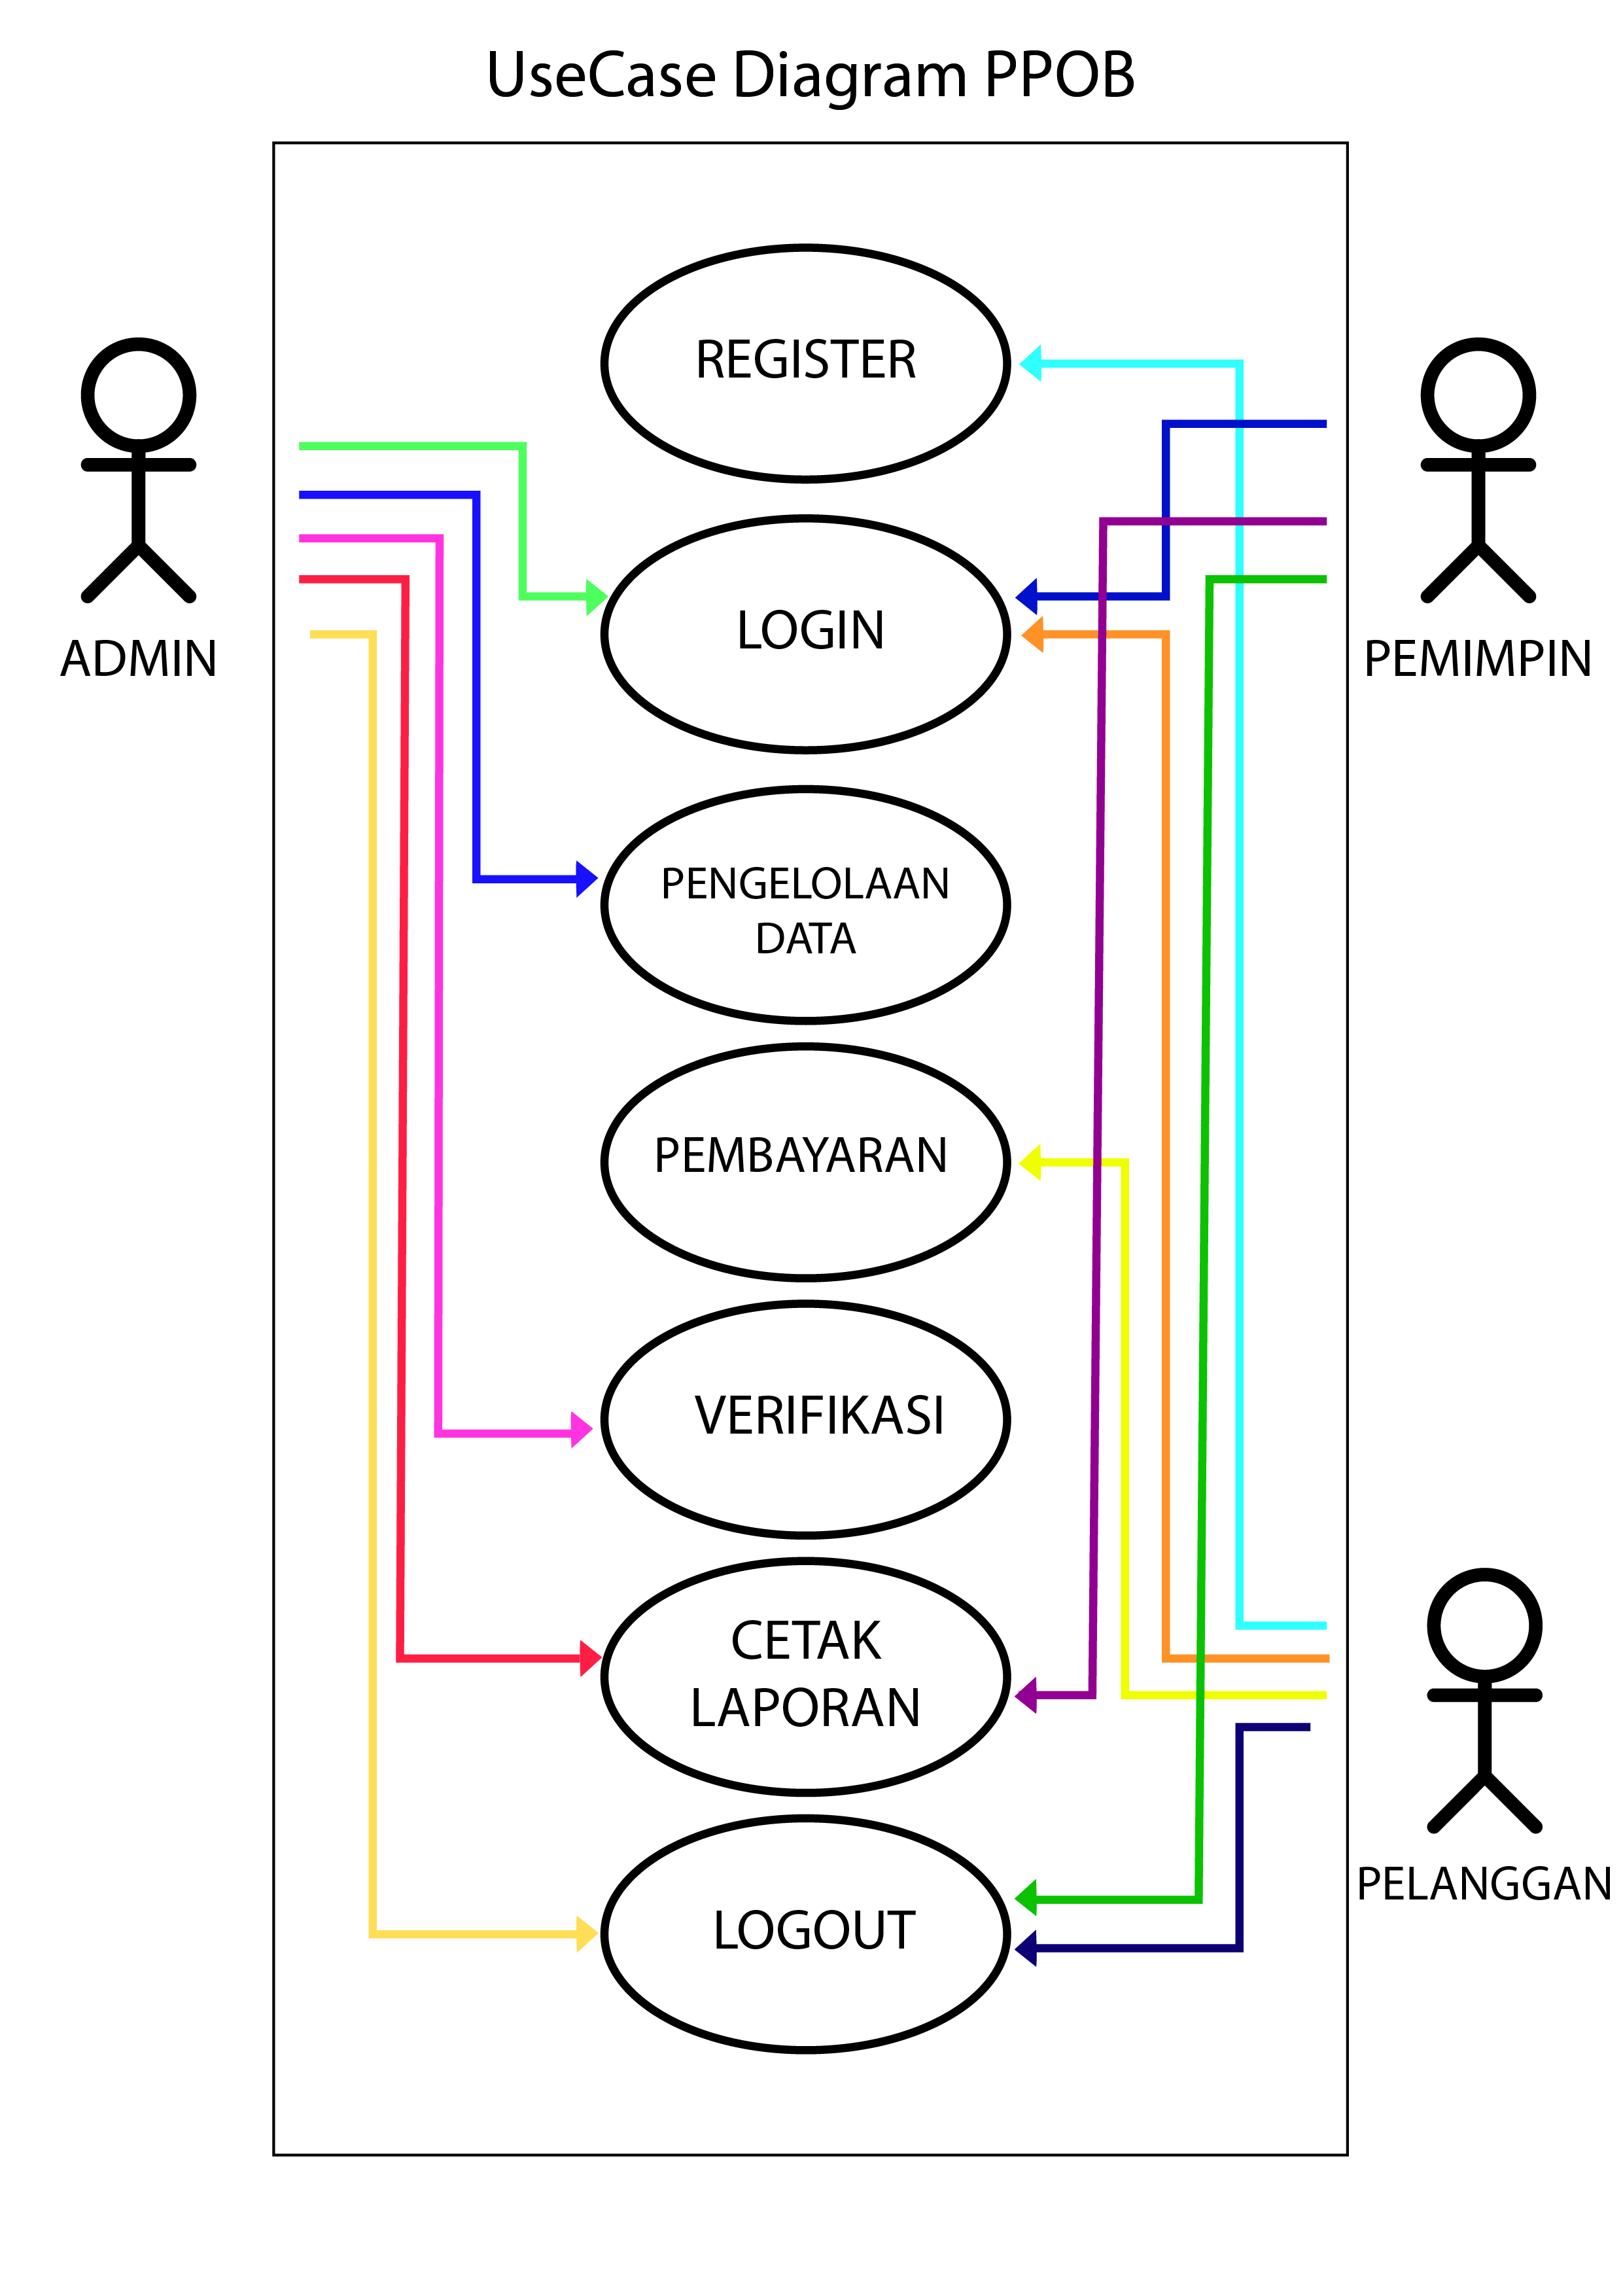 UseCase Diagram PPOB
REGISTER
ADMIN
LOGIN
PEMIMPIN
PENGELOLAAN
DATA
PEMBAYARAN
VERIFIKASI
CETAK
LAPORAN
PELANGGAN
LOGOUT